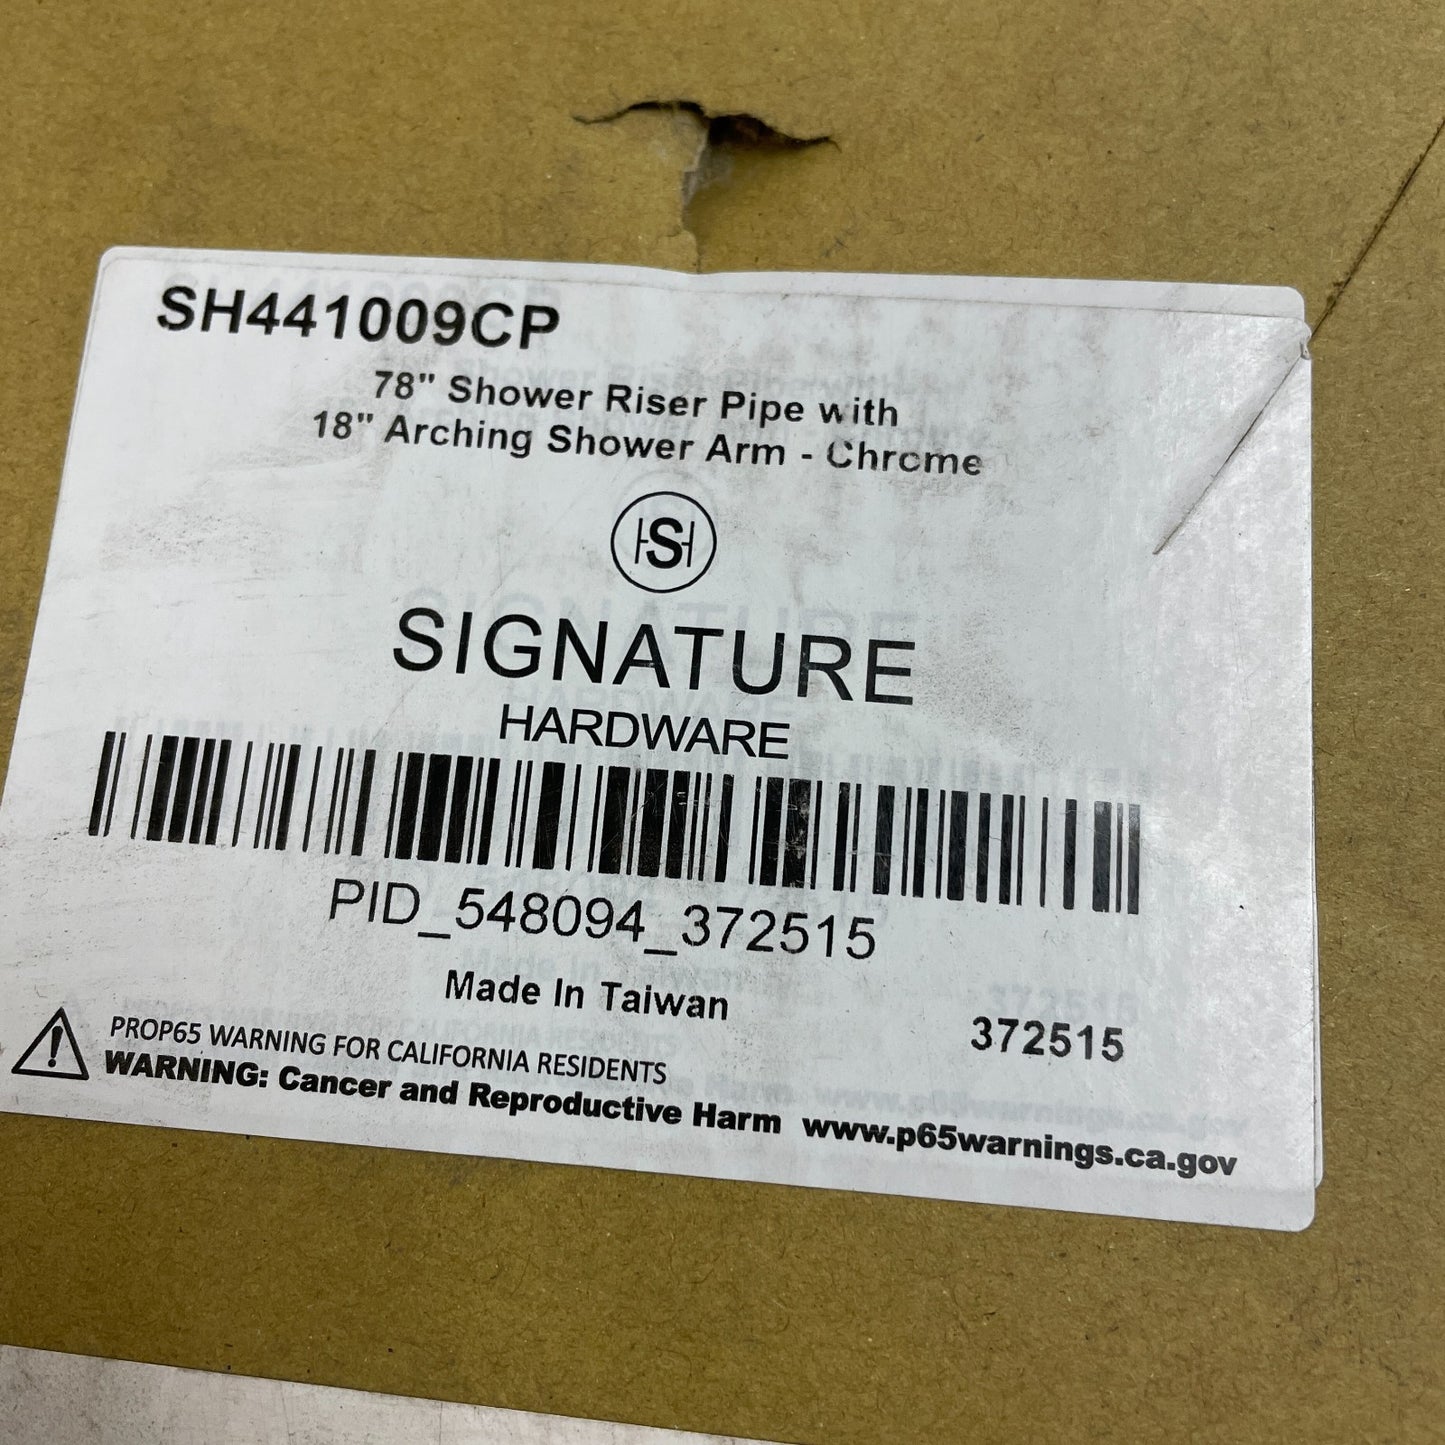 SH441009CP
78" Shower Riser Pipe with
18" Arching Shower Arm - Chrome
HSH
SIGNATURE
HARDWARE
PID_548094_372515
Made In Taiwan
372515
PROP65 WARNING FOR CALIFORNIA RESIDENTS
WARNING: Cancer and Reproductive Harm www.p65warnings.ca.gov